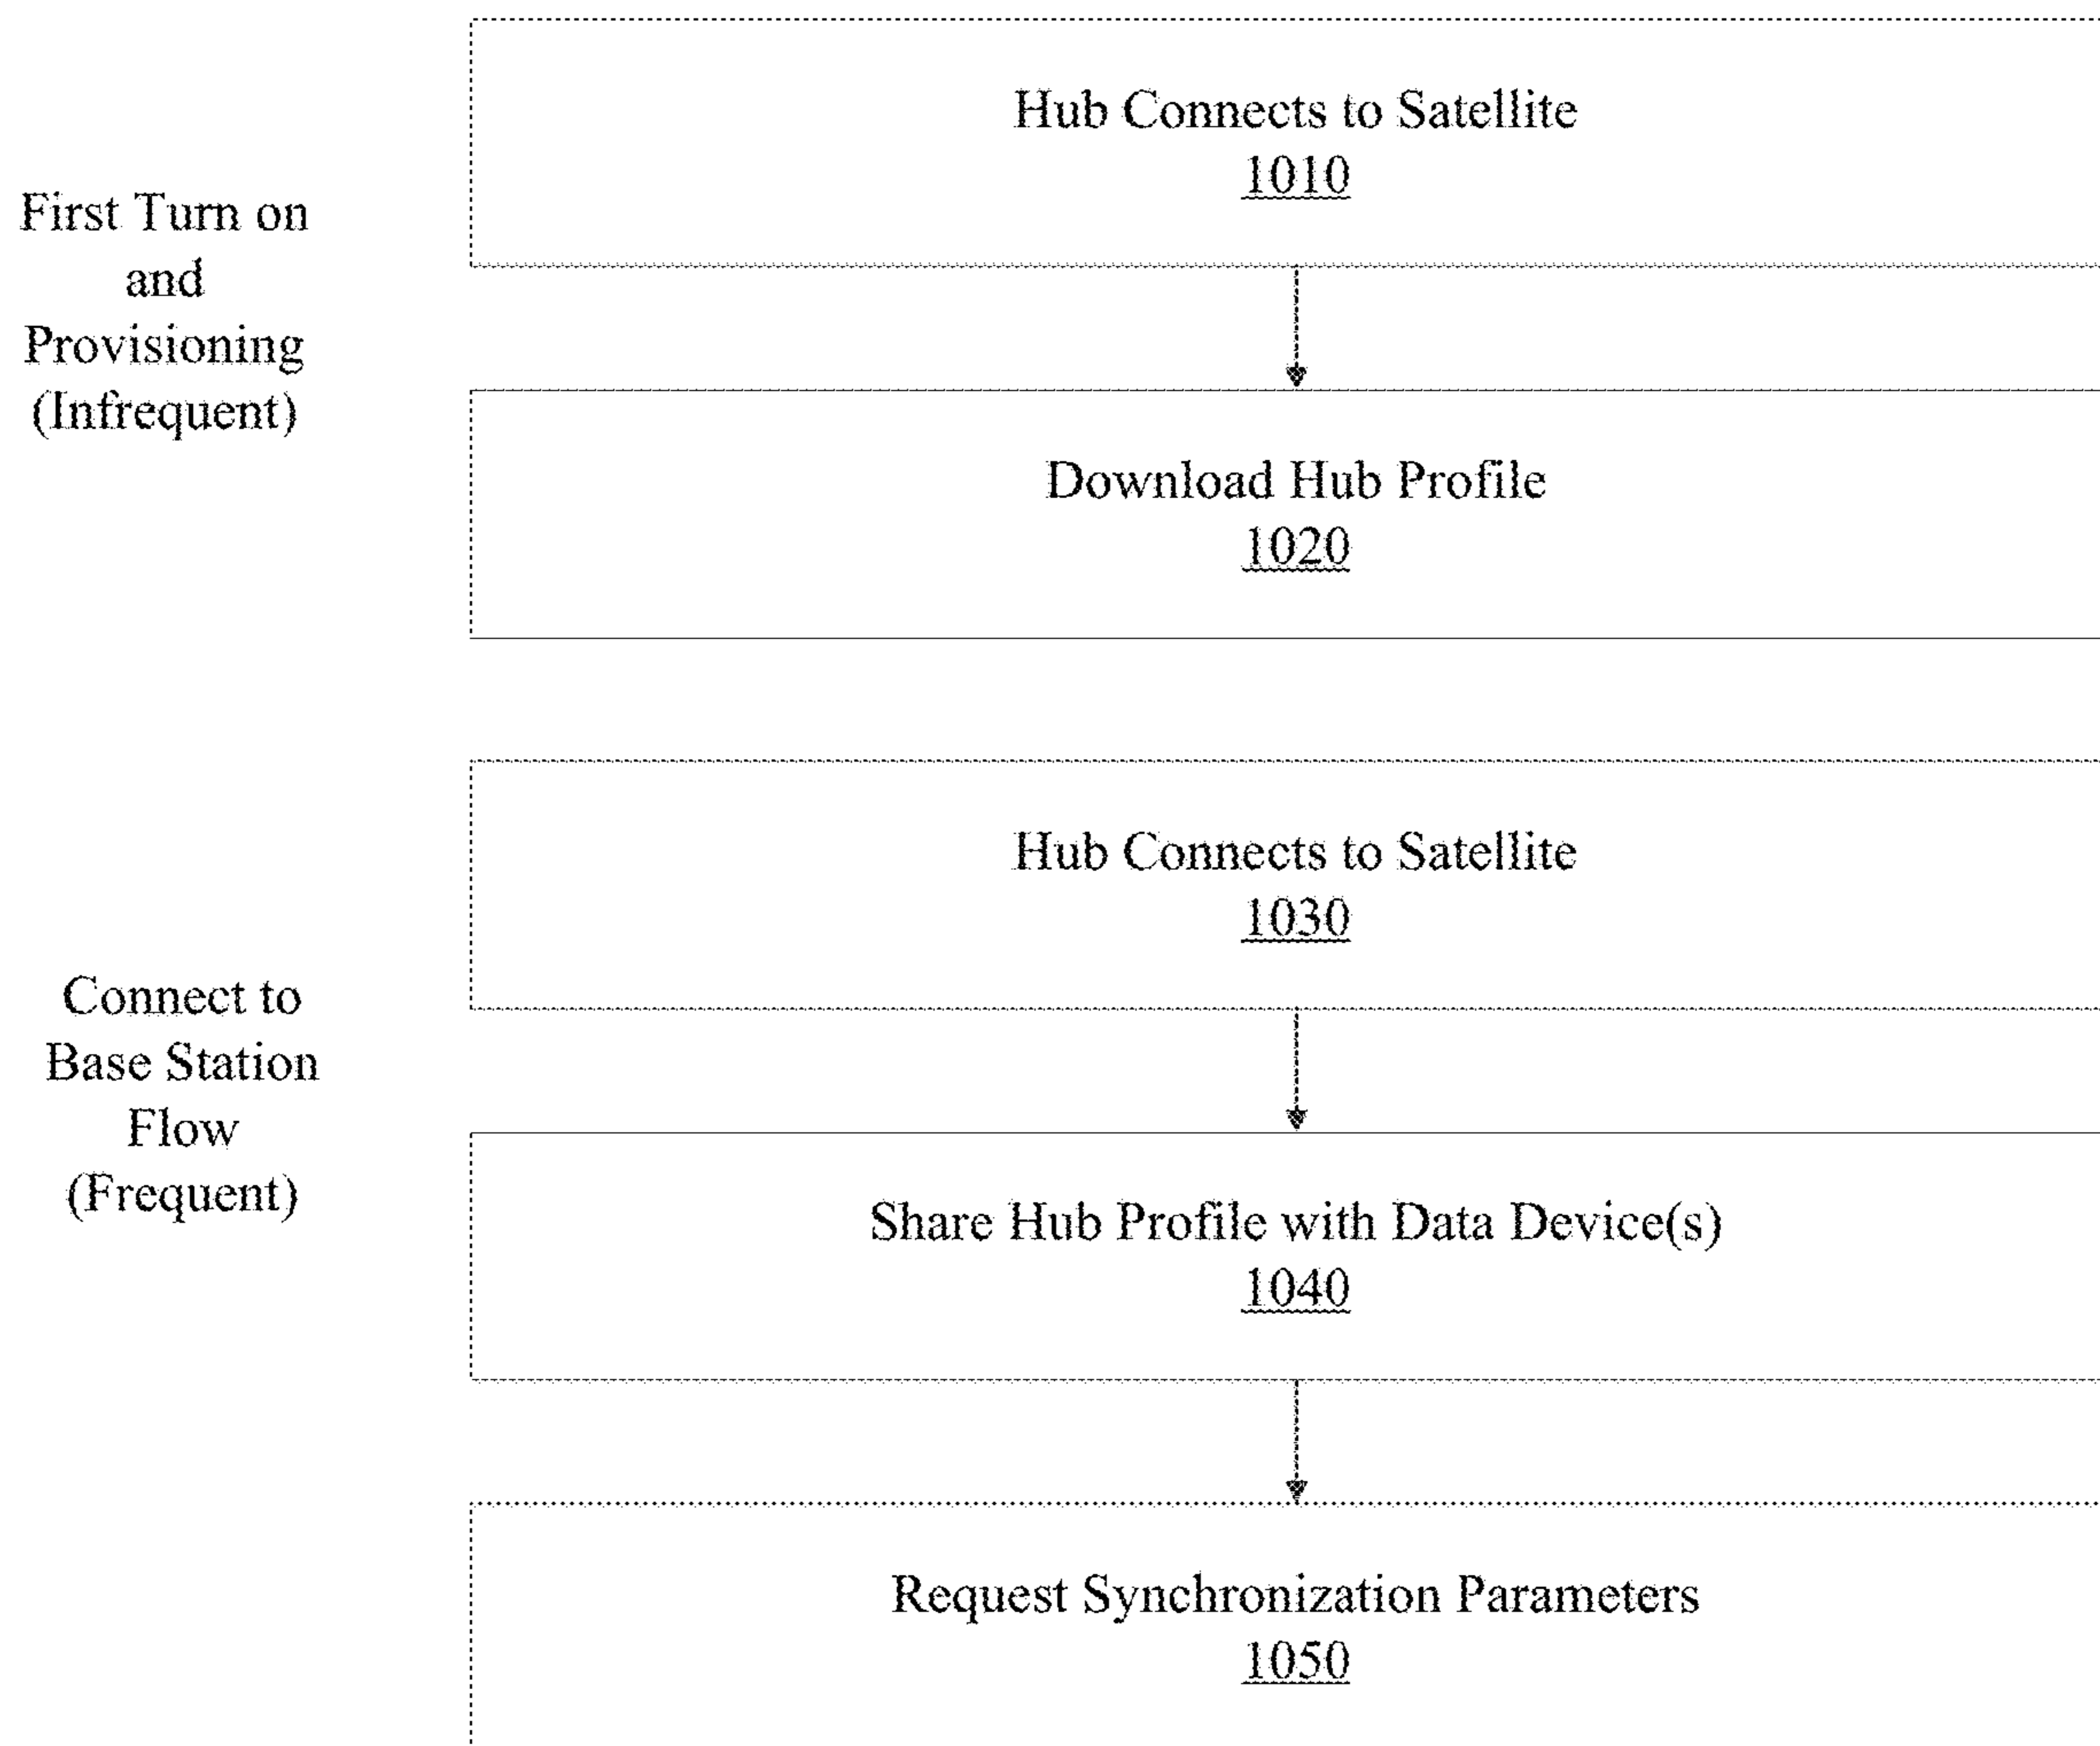 First Turn on
and
Provisioning
(Infrequent)
Hub Connects to Satellite
1010
Download Hub Profile
1020
Connect to
Base Station
Flow
(Frequent)
Hub Connects to Satellite
1030
Share Hub Profile with Data Device(s)
1040
Request Synchronization Parameters
1050